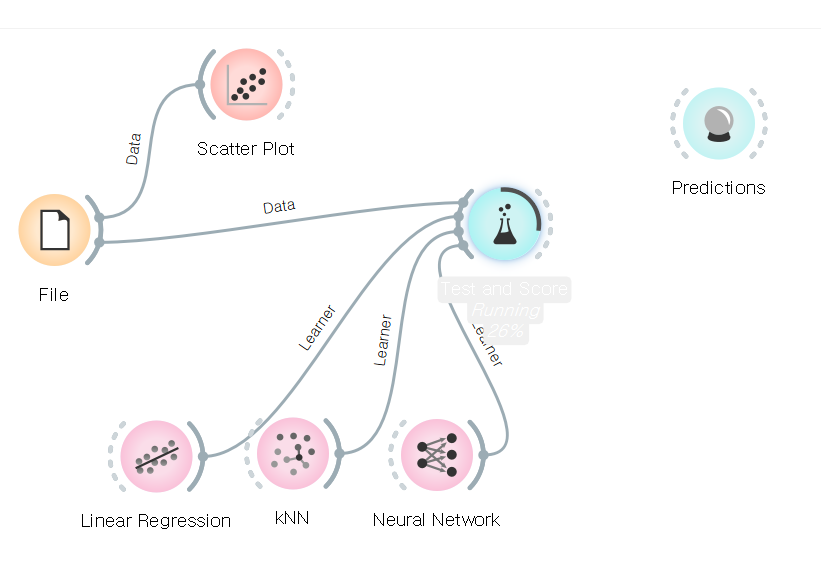 Data
Scatter Plot
Predictions
Data
File
Test and Score
Running
26%
Learner
Learner
Learner
Linear Regression
kNN
Neural Network